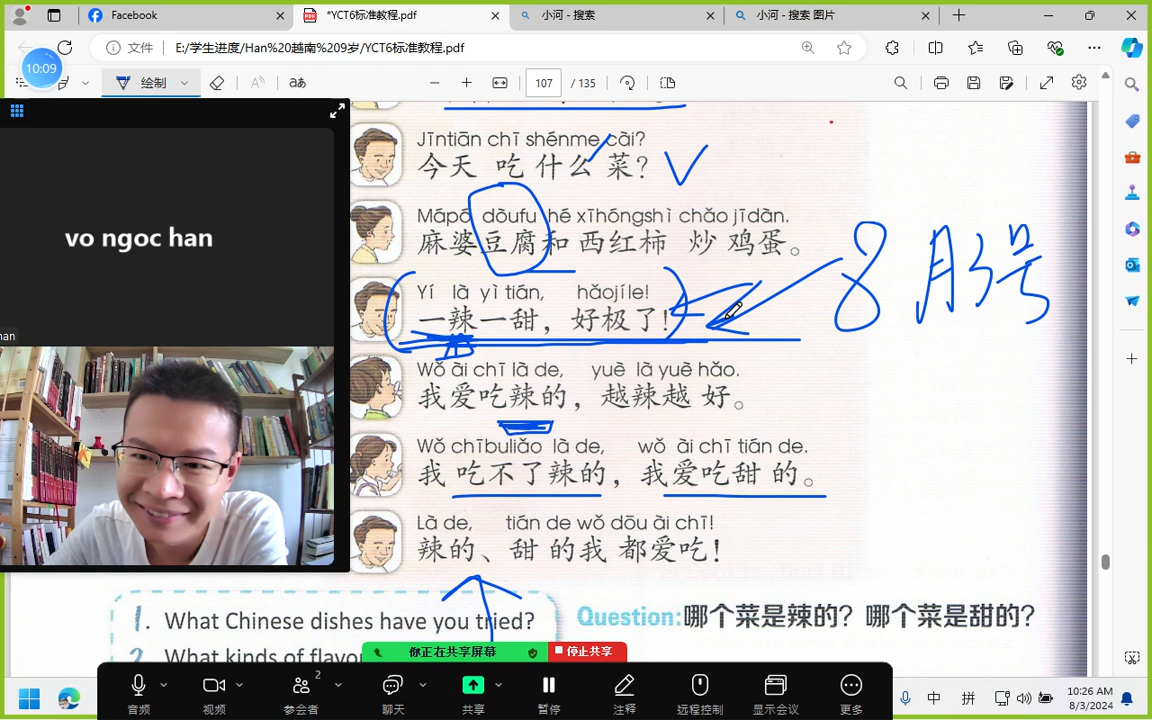 Facebook
*YCT6标准教程.pdf
小河 - 搜索
小河 - 搜索 图片
文件
E:/学生进度/Han%20越南%209岁/YCT6标准教程.pdf
10:09
绘制
aあ
107 / 135
vo ngoc han
han
Jīntiān chī shénme cài?
今天 吃 什么 菜?
Mápó dòufu hé xīhóngshì chǎo jīdàn.
麻婆豆腐和 西红柿 炒 鸡蛋。
Yí là yì tián, hǎojíle!
一辣一甜，好极了!
8月3号
Wǒ ài chī là de, yuè là yuè hǎo.
我爱吃辣的，越辣越 好。
Wǒ chībuliǎo là de, wǒ ài chī tián de.
我 吃不了辣的，我爱吃甜 的。
Là de, tián de wǒ dōu ài chī!
辣的、甜 的我 都爱吃!
1. What Chinese dishes have you tried?
Question:哪个菜是辣的? 哪个菜是甜的?
2. What kinds of flavo
你正在共享屏幕
停止共享
音频
视频
2
参会者
聊天
共享
暂停
注释
远程控制
显示会议
更多
中
拼
10:26 AM
8/3/2024